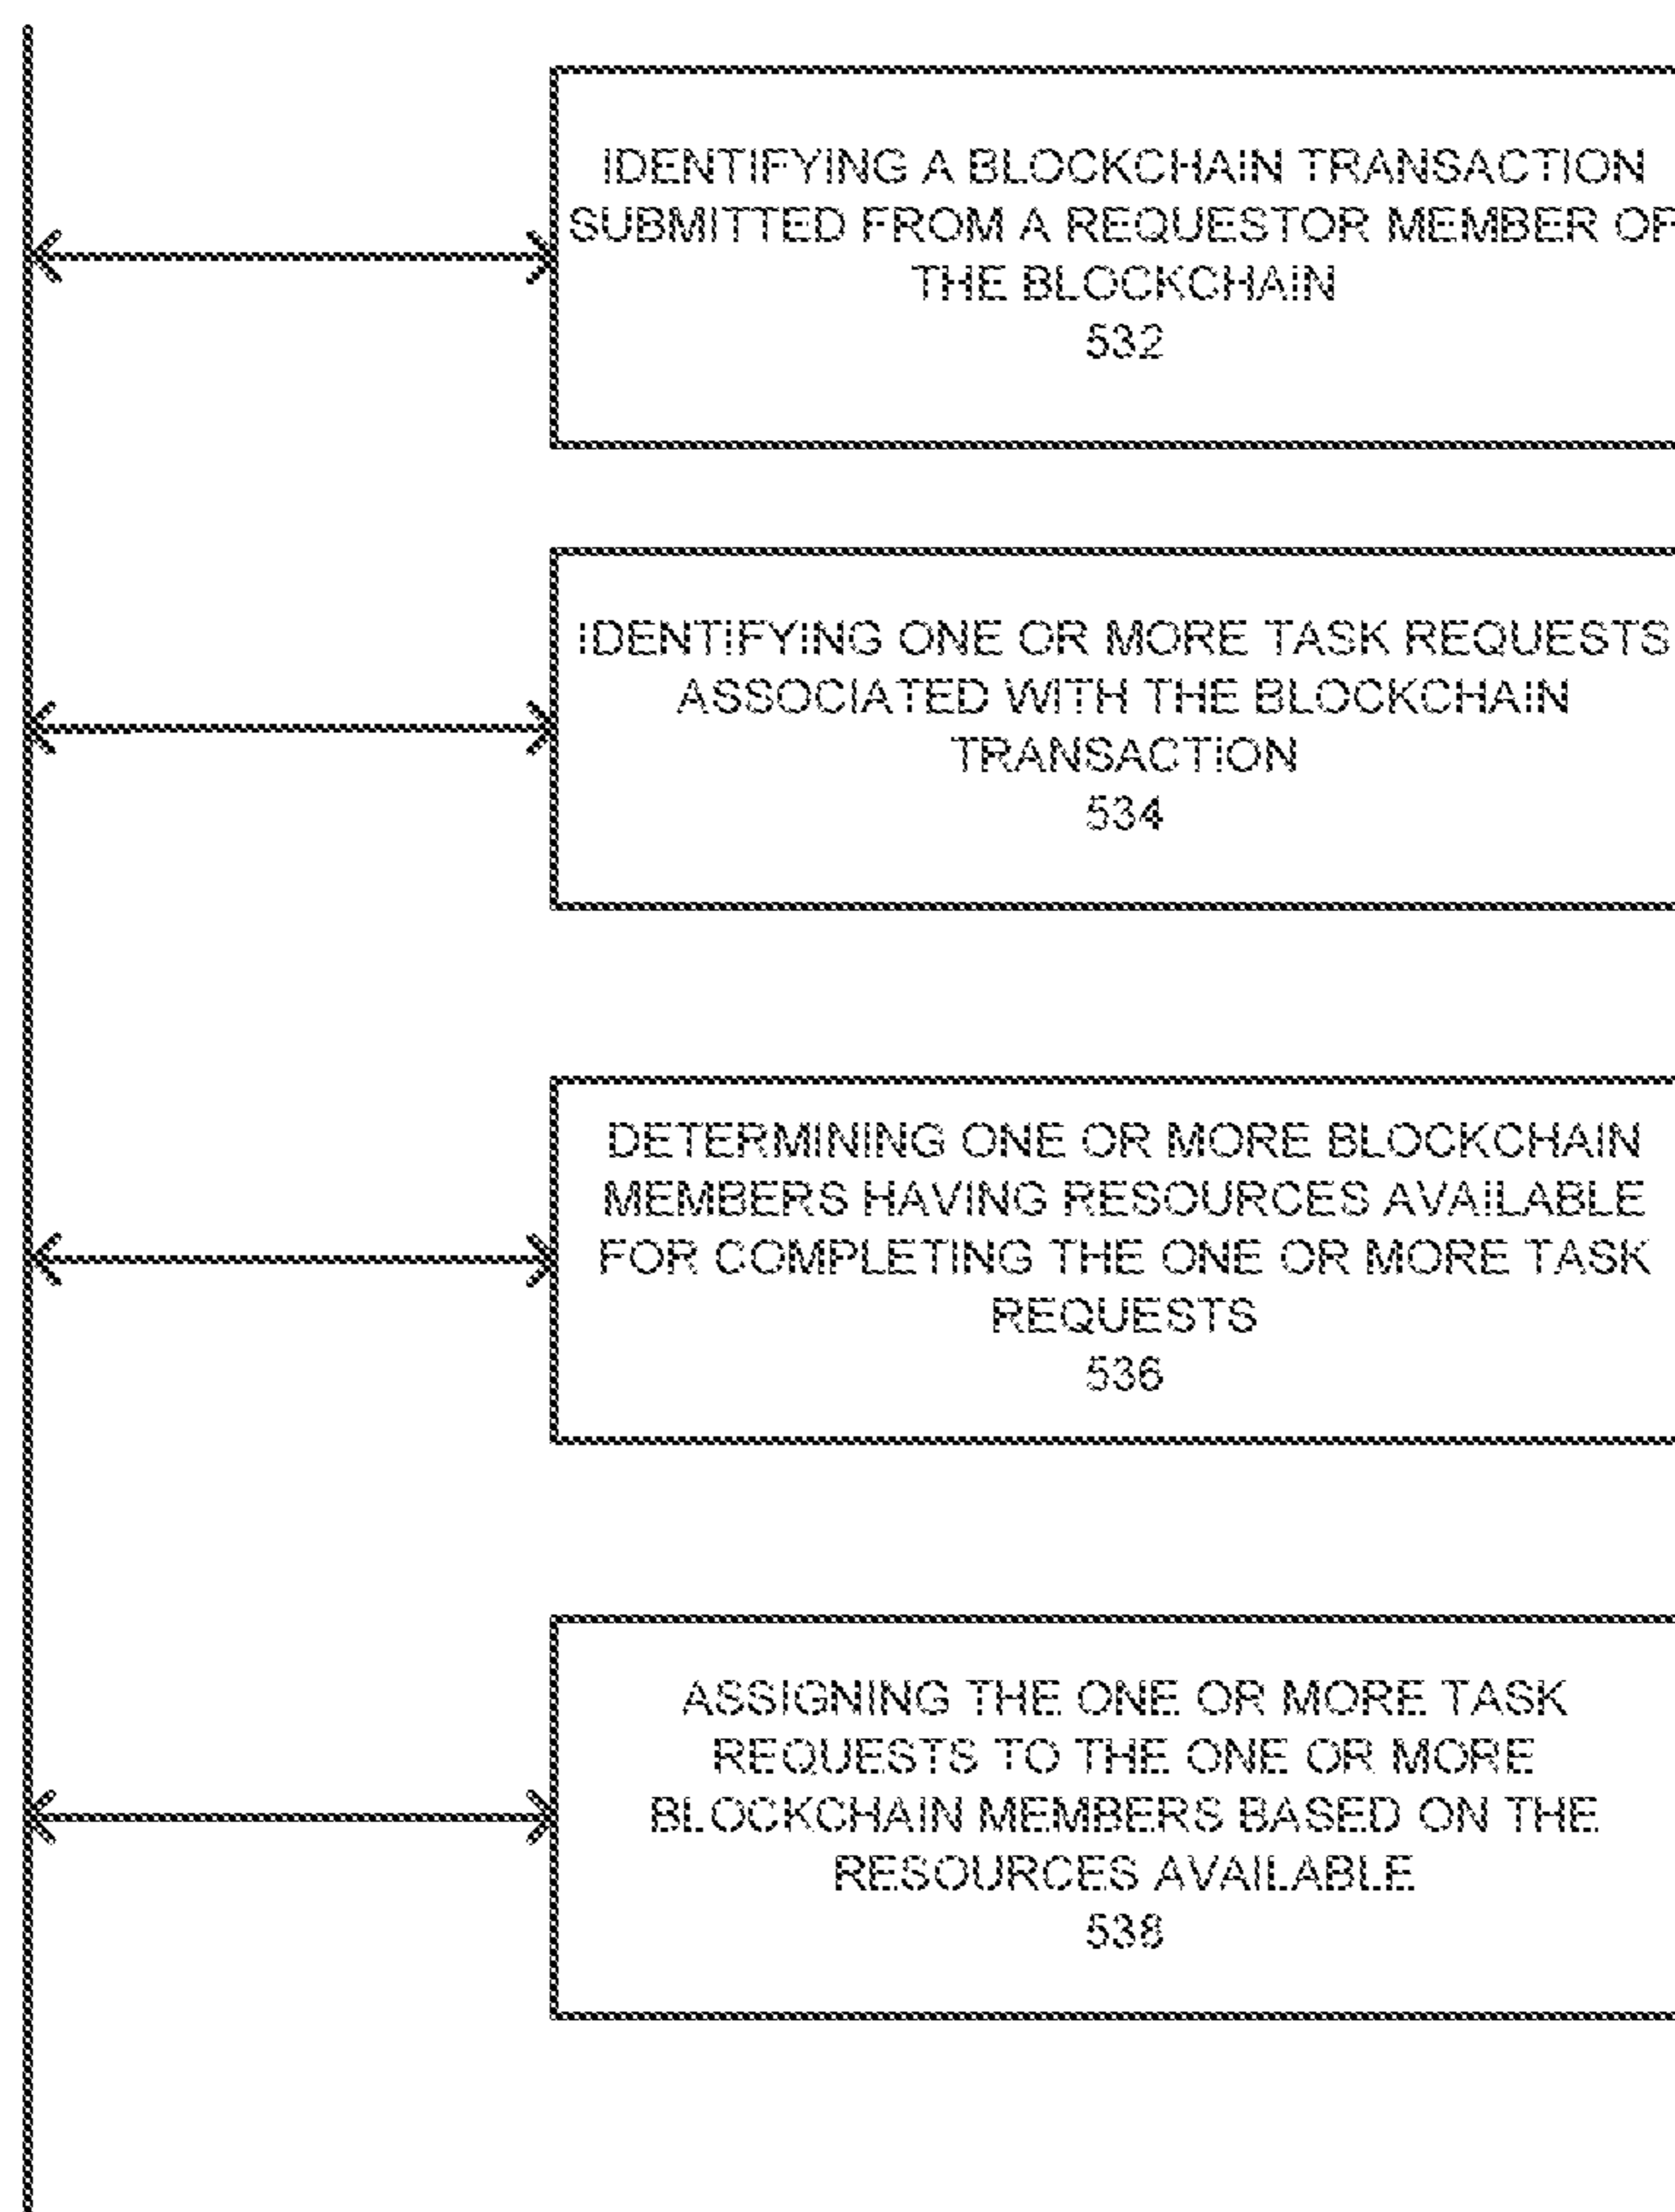 IDENTIFYING A BLOCKCHAIN TRANSACTION
SUBMITTED FROM A REQUESTOR MEMBER OF
THE BLOCKCHAIN
532
IDENTIFYING ONE OR MORE TASK REQUESTS
ASSOCIATED WITH THE BLOCKCHAIN
TRANSACTION
534
DETERMINING ONE OR MORE BLOCKCHAIN
MEMBERS HAVING RESOURCES AVAILABLE
FOR COMPLETING THE ONE OR MORE TASK
REQUESTS
536
ASSIGNING THE ONE OR MORE TASK
REQUESTS TO THE ONE OR MORE
BLOCKCHAIN MEMBERS BASED ON THE
RESOURCES AVAILABLE
538